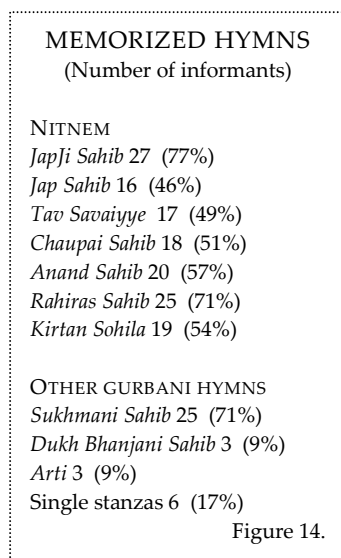 MEMORIZED HYMNS
(Number of informants)
NITNEM
JapJi Sahib 27 (77%)
Jap Sahib 16 (46%)
Tav Savaiyye 17 (49%)
Chaupai Sahib 18 (51%)
Anand Sahib 20 (57%)
Rahiras Sahib 25 (71%)
Kirtan Sohila 19 (54%)
OTHER GURBANI HYMNS
Sukhmani Sahib 25 (71%)
Dukh Bhanjani Sahib 3 (9%)
Arti 3 (9%)
Single stanzas 6 (17%)
Figure 14.